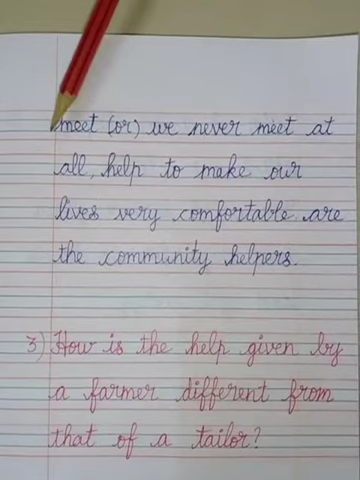 meet (or) we never meet at
all, help to make our
lives very comfortable are
the community helpers.
3) How is the help given by
a farmer different from
that of a tailor?